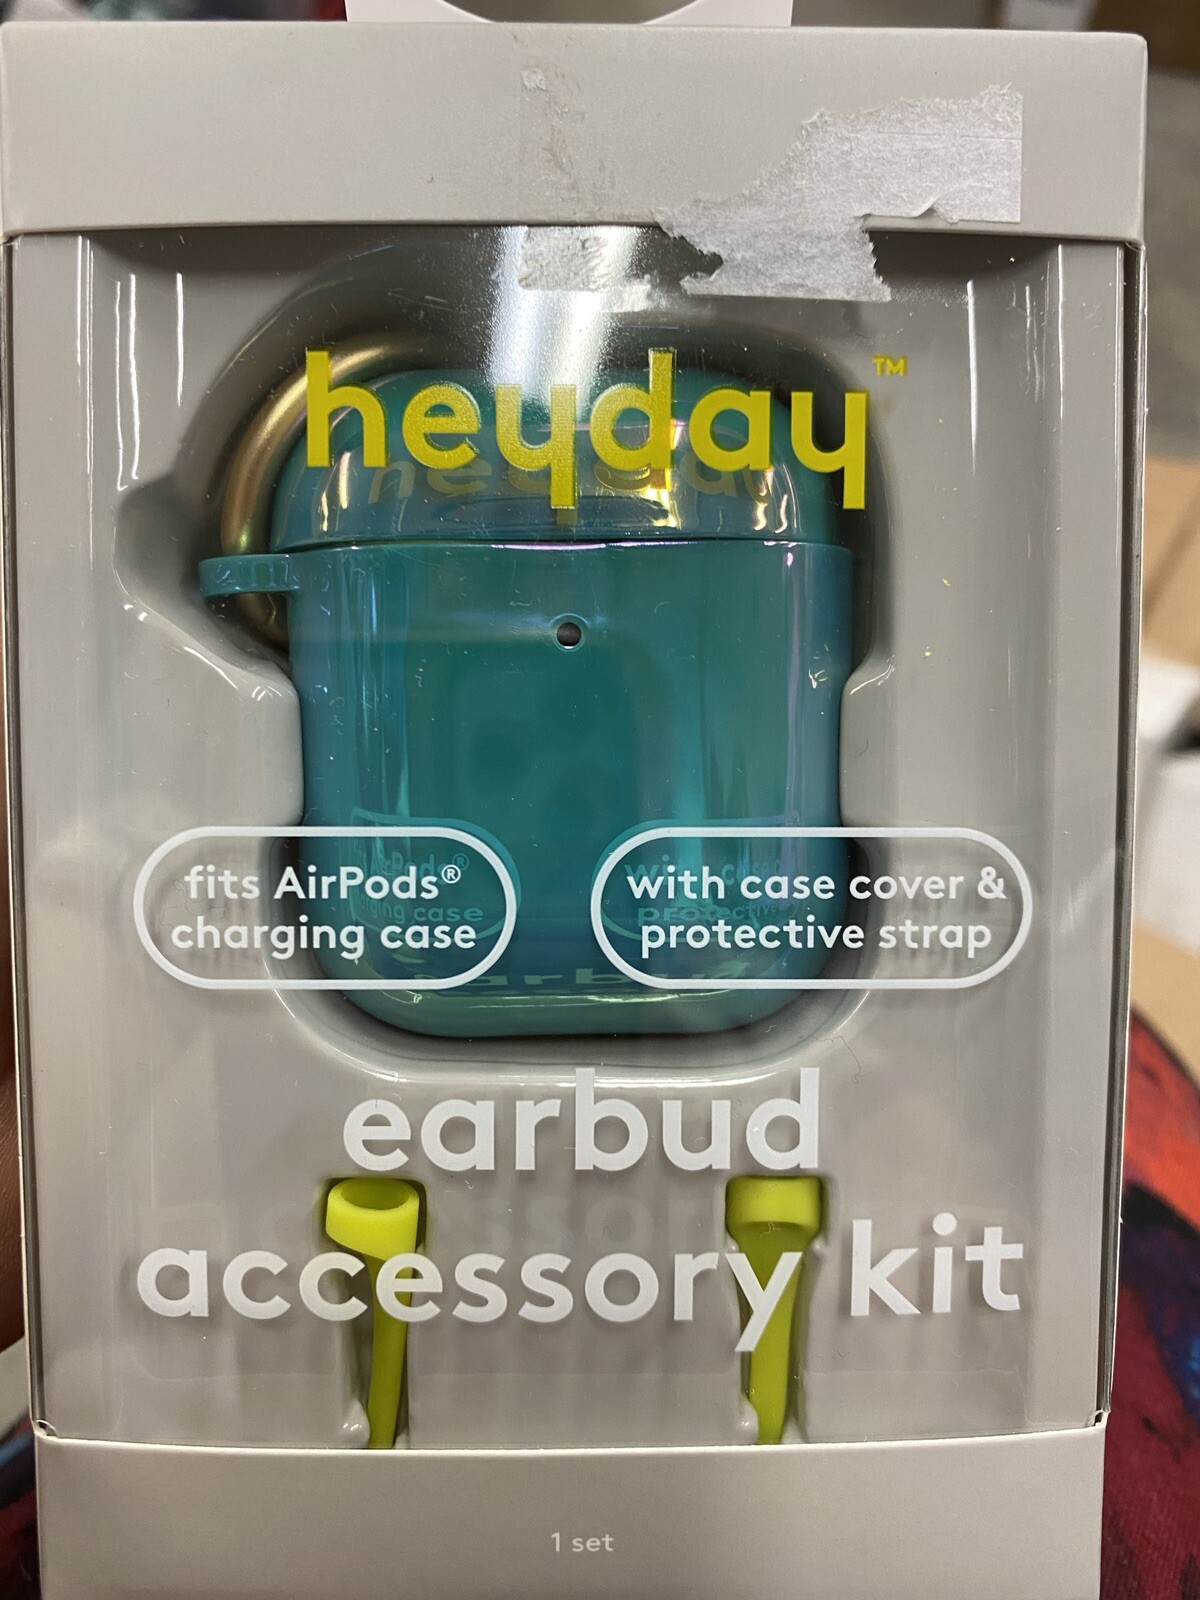 heyday™
fits AirPods®
charging case
with case cover &
protective strap
earbud
accessory kit
1 set